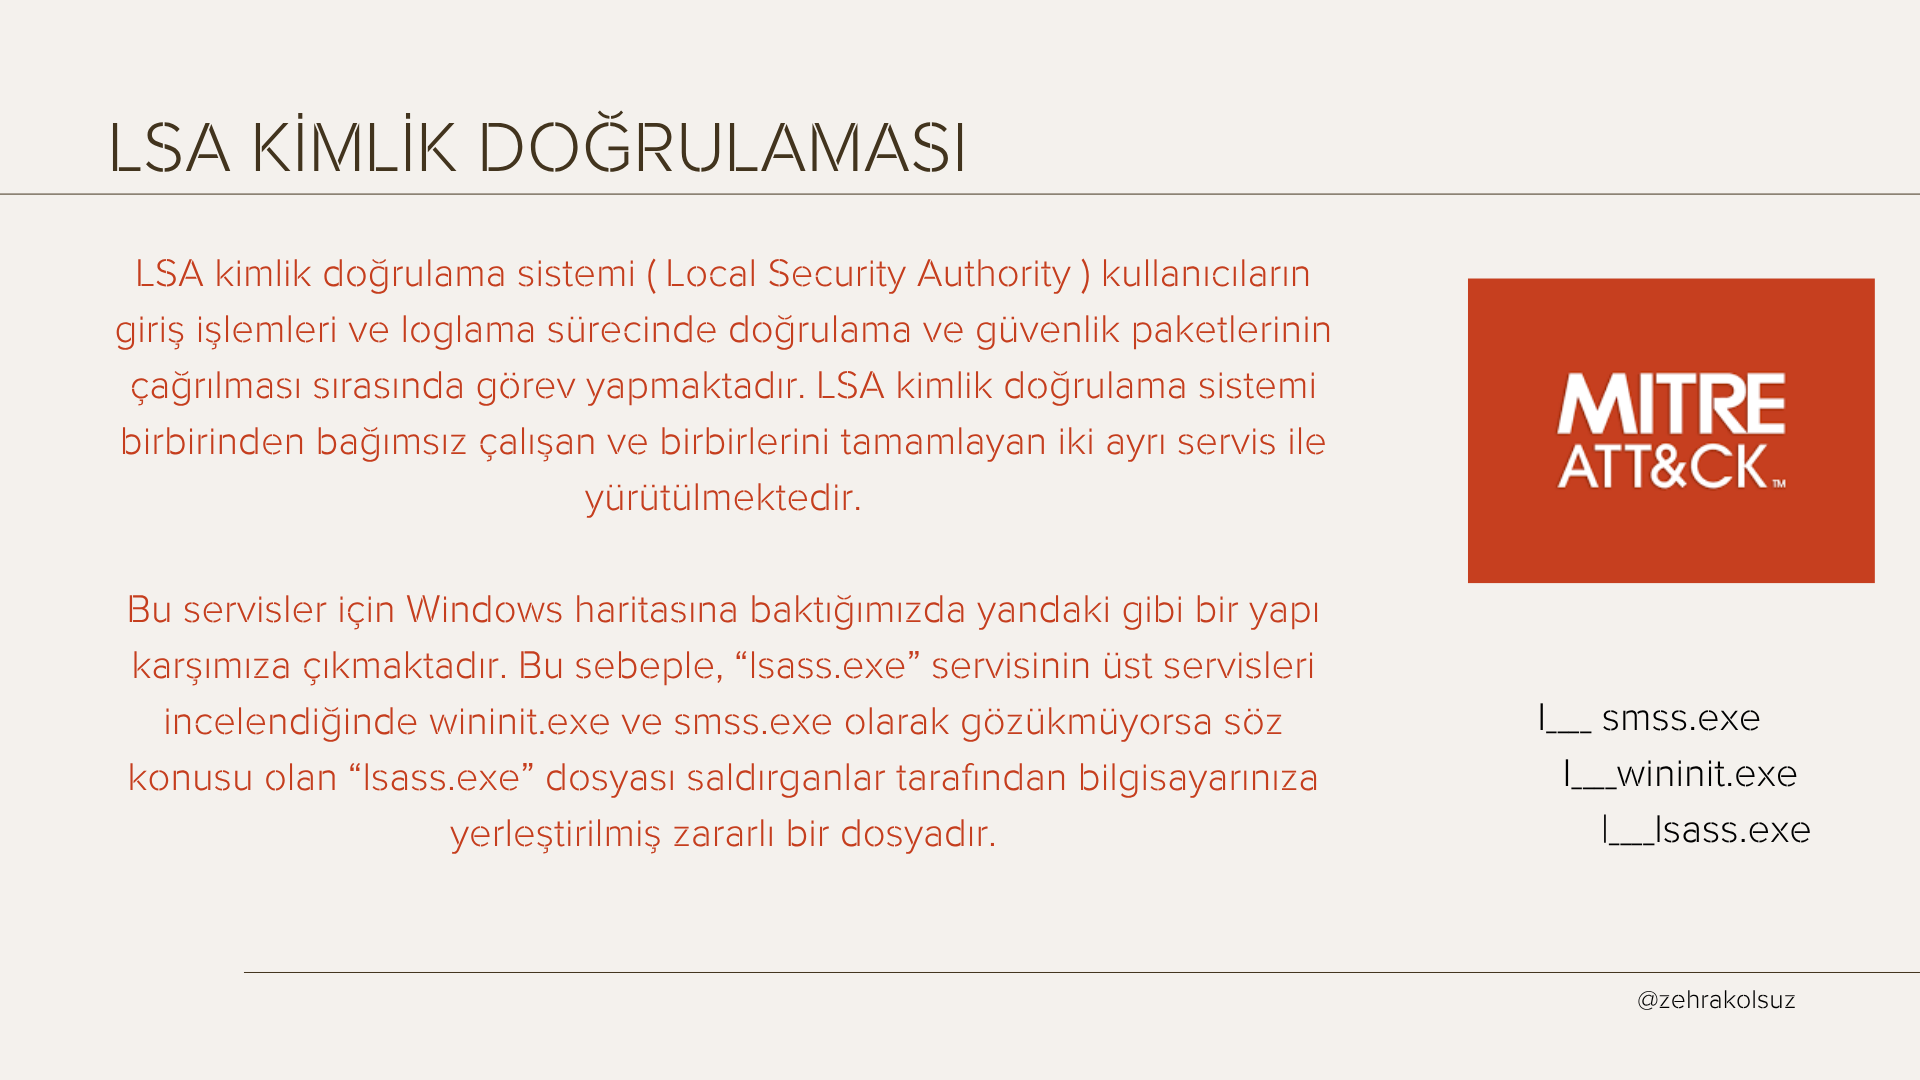 LSA KİMLİK DOĞRULAMASI
LSA kimlik doğrulama sistemi ( Local Security Authority ) kullanıcıların
giriş işlemleri ve loglama sürecinde doğrulama ve güvenlik paketlerinin
çağrılması sırasında görev yapmaktadır. LSA kimlik doğrulama sistemi
birbirinden bağımsız çalışan ve birbirlerini tamamlayan iki ayrı servis ile
yürütülmektedir.
Bu servisler için Windows haritasına baktığımızda yandaki gibi bir yapı
karşımıza çıkmaktadır. Bu sebeple, “lsass.exe” servisinin üst servisleri
incelendiğinde wininit.exe ve smss.exe olarak gözükmüyorsa söz
konusu olan “lsass.exe” dosyası saldırganlar tarafından bilgisayarınıza
yerleştirilmiş zararlı bir dosyadır.
MITRE
ATT&CK™
|___ smss.exe
|___wininit.exe
|___lsass.exe
@zehrakolsuz